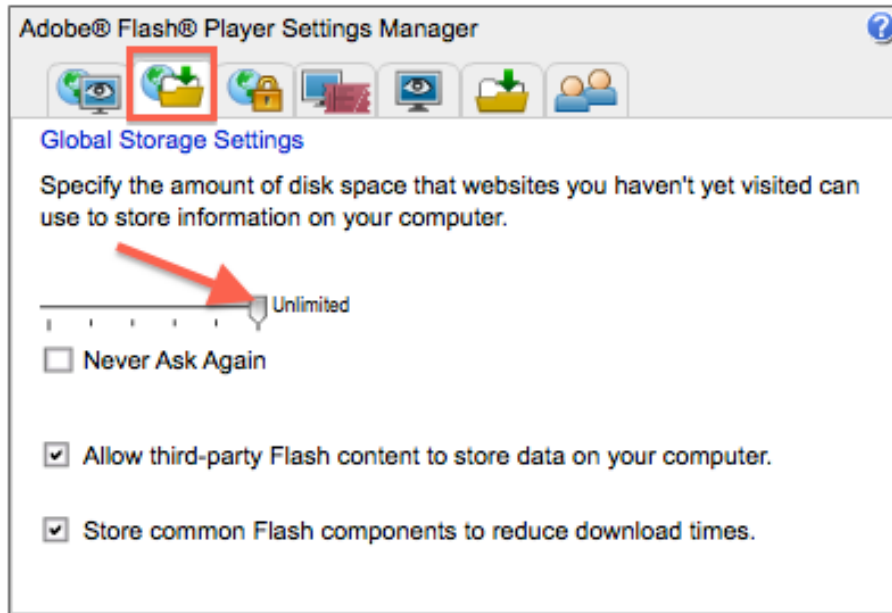 Adobe® Flash® Player Settings Manager
?
Global Storage Settings
Specify the amount of disk space that websites you haven't yet visited can
use to store information on your computer.
Unlimited
Never Ask Again
Allow third-party Flash content to store data on your computer.
Store common Flash components to reduce download times.